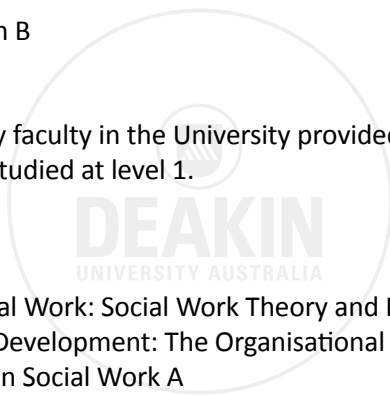 n B
y faculty in the University provided
tudied at level 1.
DEAKIN
UNIVERSITY AUSTRALIA
al Work: Social Work Theory and
Development: The Organisational
n Social Work A